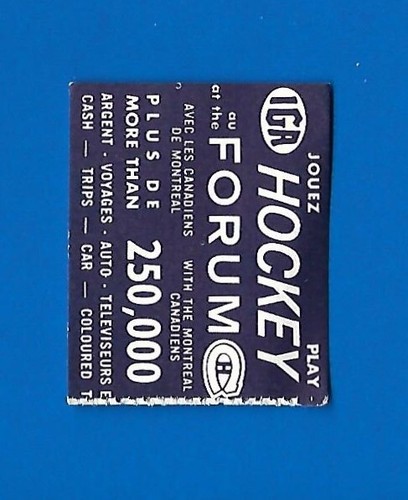 JOUEZ PLAY
IGA HOCKEY
au
at the FORUM CH
AVEC LES CANADIENS WITH THE MONTREAL
DE MONTREAL CANADIENS
PLUS DE
MORE THAN 250,000
ARGENT - VOYAGES - AUTO - TELEVISEURS E
CASH — TRIPS — CAR — COLOURED T